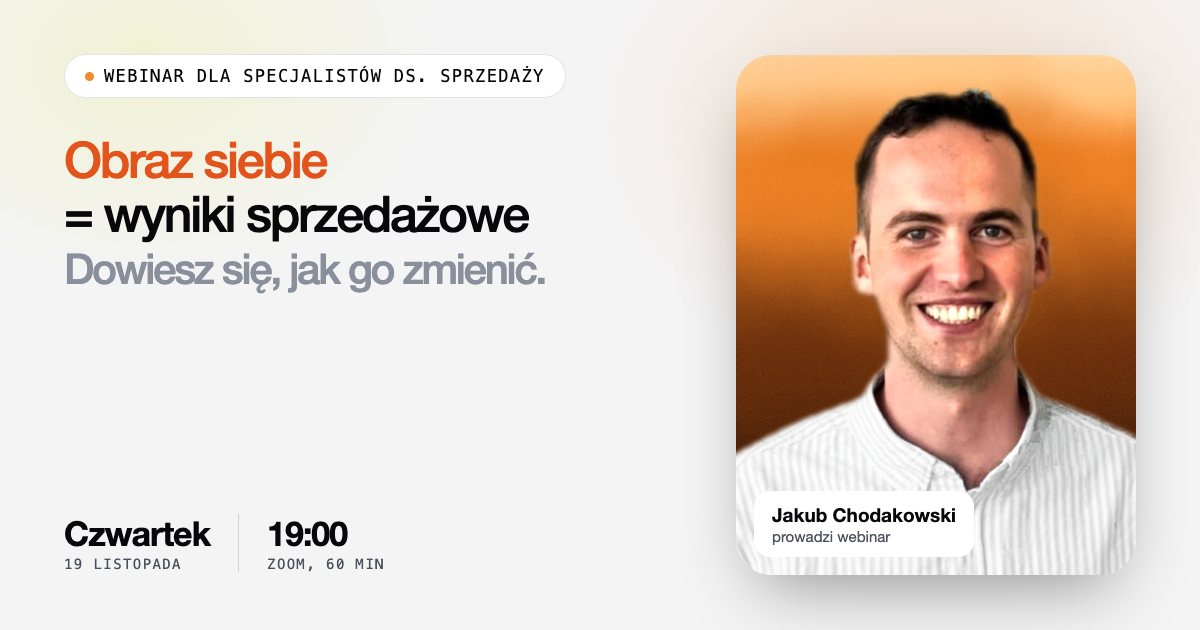 WEBINAR DLA SPECJALISTÓW DS. SPRZEDAŻY
Obraz siebie
= wyniki sprzedażowe
Dowiesz się, jak go zmienić.
Czwartek
19 LISTOPADA
19:00
ZOOM, 60 MIN
Jakub Chodakowski
prowadzi webinar